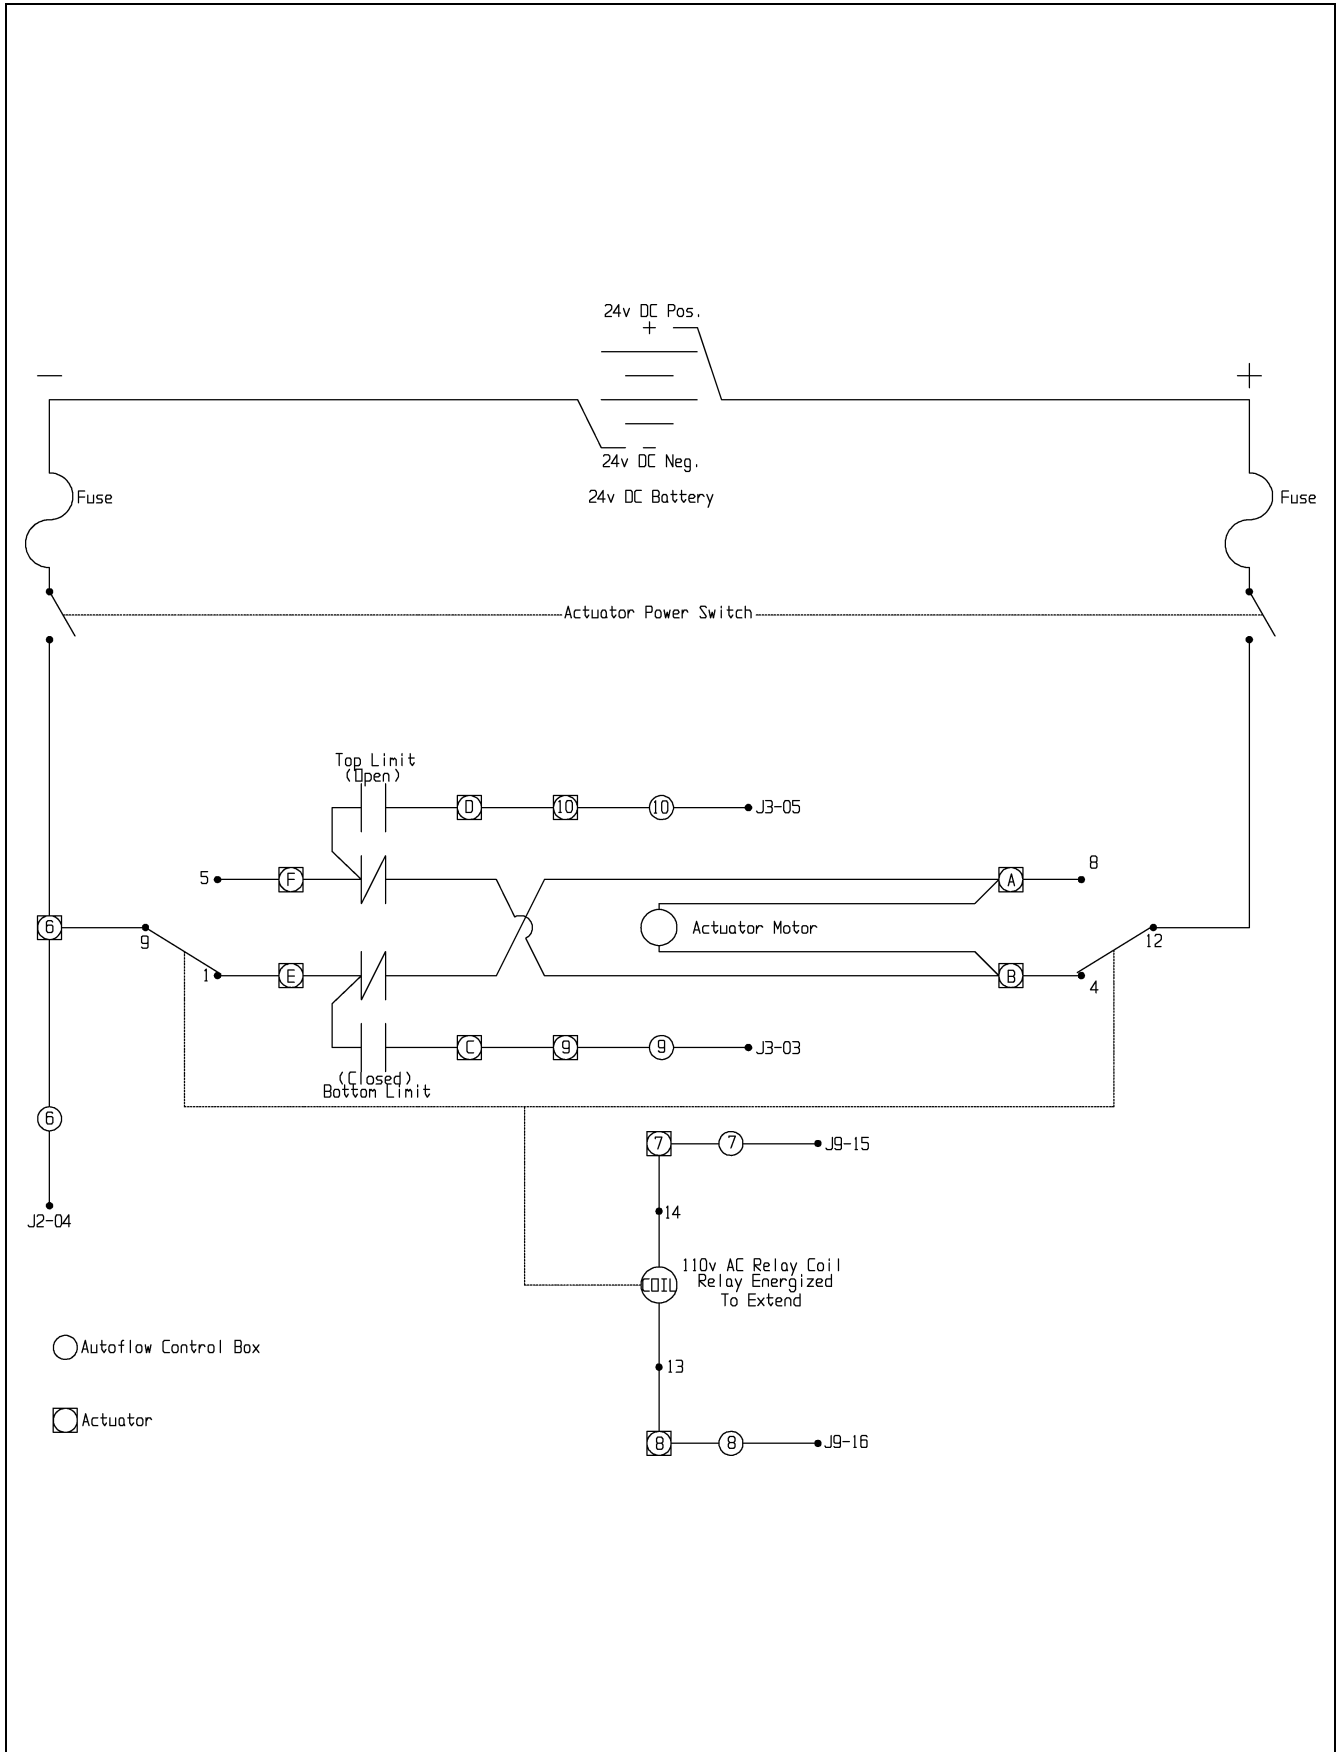 24v DC Pos.
+
−
+
−
24v DC Neg.
24v DC Battery
Fuse
Fuse
Actuator Power Switch
Top Limit
(Open)
D
10
10
J3-05
5
F
A
8
6
9
Actuator Motor
12
1
E
B
4
C
9
9
J3-03
(Closed)
Bottom Limit
6
7
7
J9-15
J2-04
14
COIL
110v AC Relay Coil
Relay Energized
To Extend
Autoflow Control Box
13
Actuator
8
8
J9-16